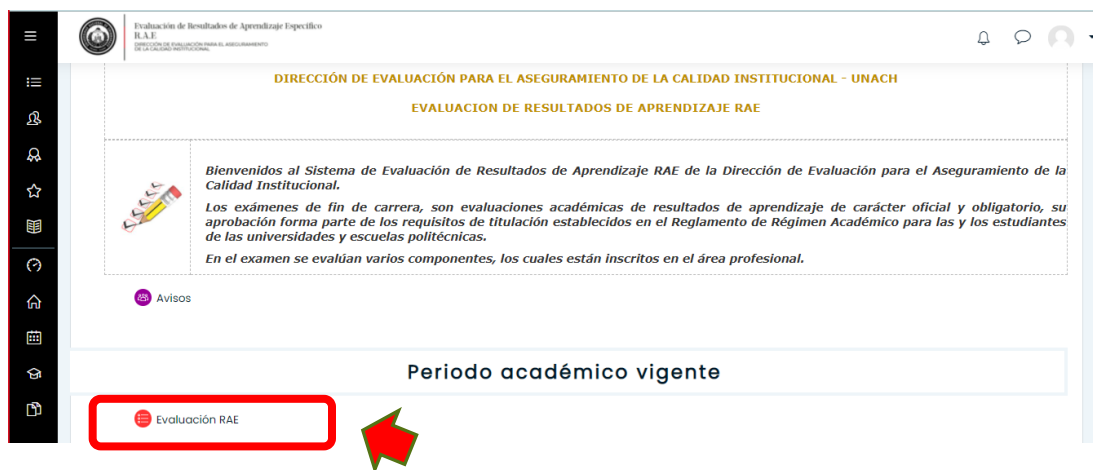 Evaluación de Resultados de Aprendizaje Específico
R.A.E
DIRECCIÓN DE EVALUACIÓN PARA EL ASEGURAMIENTO
DE LA CALIDAD INSTITUCIONAL
DIRECCIÓN DE EVALUACIÓN PARA EL ASEGURAMIENTO DE LA CALIDAD INSTITUCIONAL - UNACH
EVALUACION DE RESULTADOS DE APRENDIZAJE RAE
Bienvenidos al Sistema de Evaluación de Resultados de Aprendizaje RAE de la Dirección de Evaluación para el Aseguramiento de la
Calidad Institucional.
Los exámenes de fin de carrera, son evaluaciones académicas de resultados de aprendizaje de carácter oficial y obligatorio, su
aprobación forma parte de los requisitos de titulación establecidos en el Reglamento de Régimen Académico para las y los estudiantes
de las universidades y escuelas politécnicas.
En el examen se evalúan varios componentes, los cuales están inscritos en el área profesional.
Avisos
Periodo académico vigente
Evaluación RAE